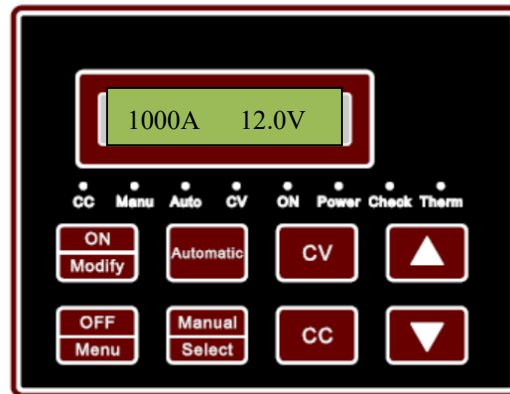 1000A 12.0V
CC Menu Auto CV ON Power Check Therm
ON Automatic CV
Modify
OFF Manual CC
Menu Select